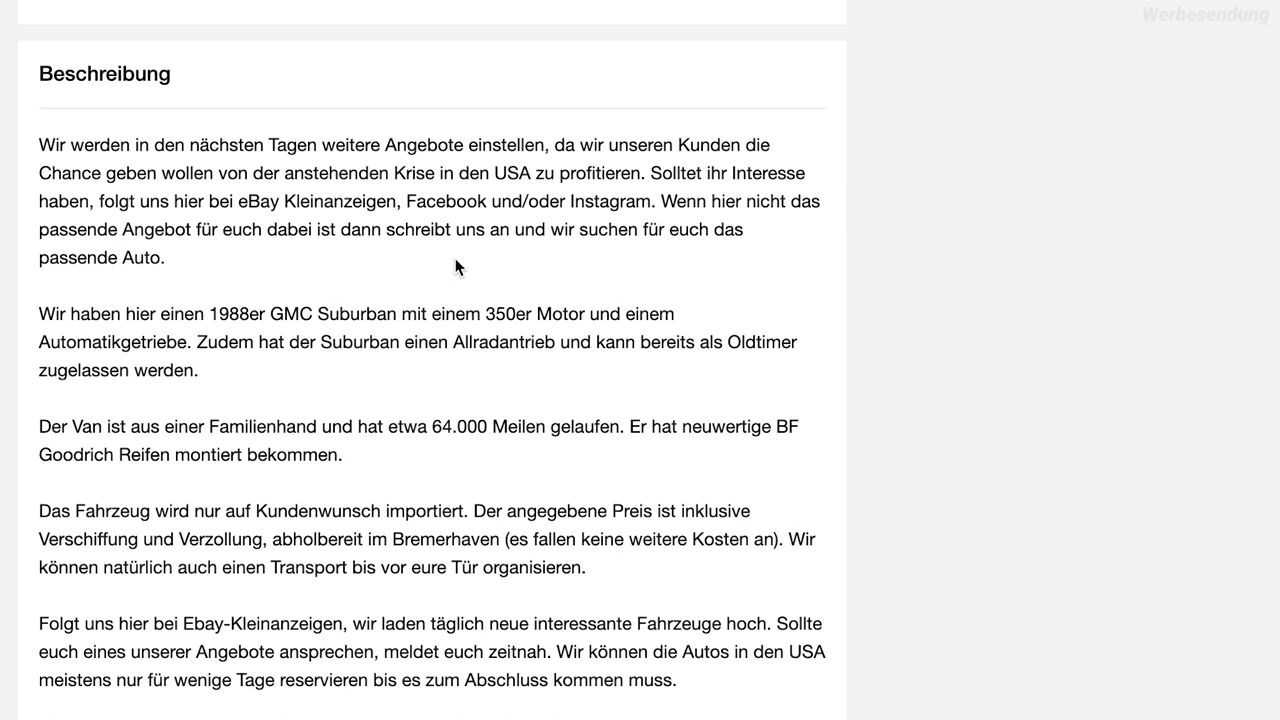 Werbesendung
Beschreibung
Wir werden in den nächsten Tagen weitere Angebote einstellen, da wir unseren Kunden die
Chance geben wollen von der anstehenden Krise in den USA zu profitieren. Solltet ihr Interesse
haben, folgt uns hier bei eBay Kleinanzeigen, Facebook und/oder Instagram. Wenn hier nicht das
passende Angebot für euch dabei ist dann schreibt uns an und wir suchen für euch das
passende Auto.
Wir haben hier einen 1988er GMC Suburban mit einem 350er Motor und einem
Automatikgetriebe. Zudem hat der Suburban einen Allradantrieb und kann bereits als Oldtimer
zugelassen werden.
Der Van ist aus einer Familienhand und hat etwa 64.000 Meilen gelaufen. Er hat neuwertige BF
Goodrich Reifen montiert bekommen.
Das Fahrzeug wird nur auf Kundenwunsch importiert. Der angegebene Preis ist inklusive
Verschiffung und Verzollung, abholbereit im Bremerhaven (es fallen keine weitere Kosten an). Wir
können natürlich auch einen Transport bis vor eure Tür organisieren.
Folgt uns hier bei Ebay-Kleinanzeigen, wir laden täglich neue interessante Fahrzeuge hoch. Sollte
euch eines unserer Angebote ansprechen, meldet euch zeitnah. Wir können die Autos in den USA
meistens nur für wenige Tage reservieren bis es zum Abschluss kommen muss.